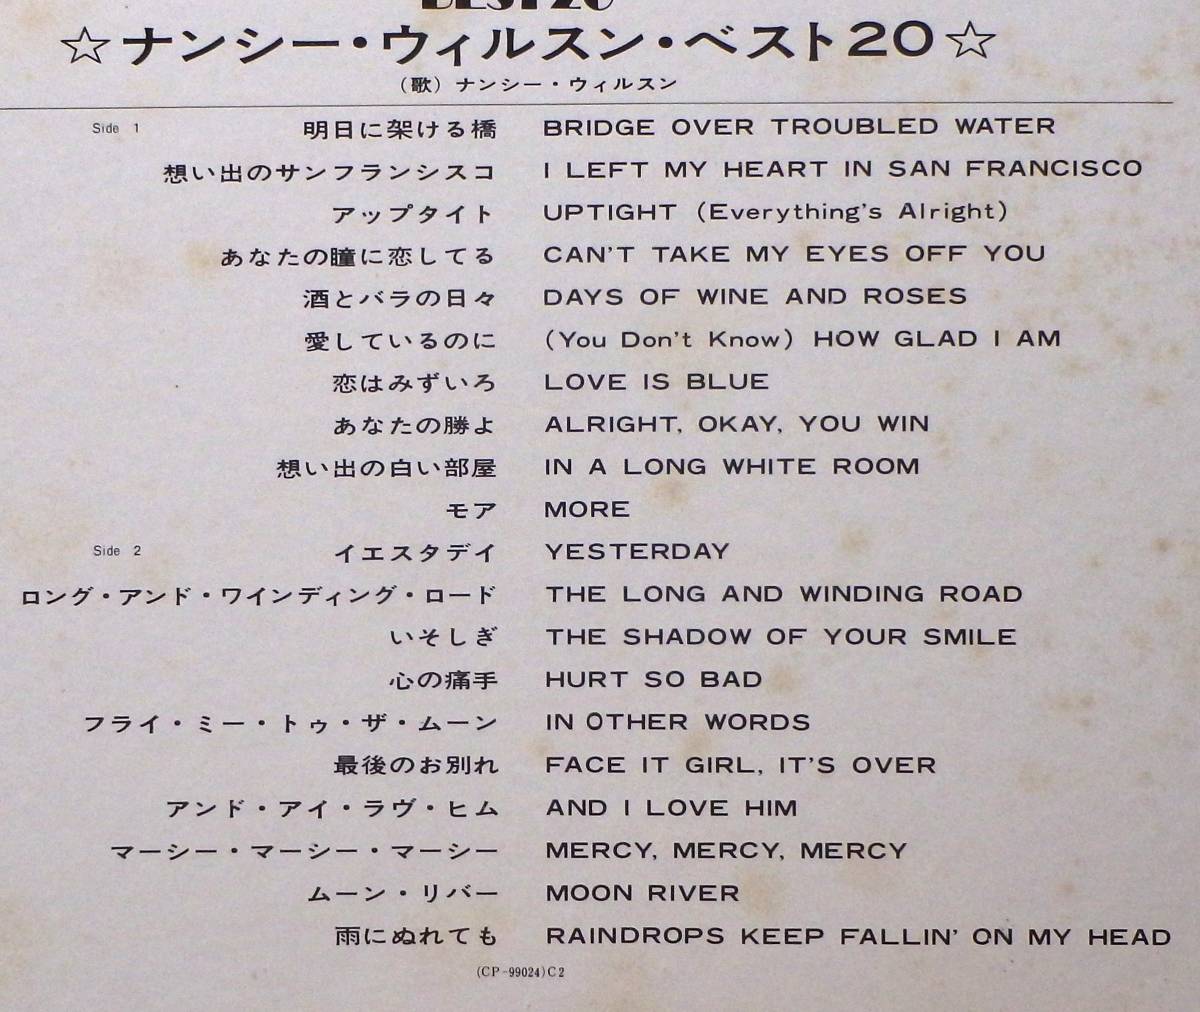 BEST 20
☆ナンシー・ウィルスン・ベスト20☆
(歌) ナンシー・ウィルスン
Side 1 明日に架ける橋 BRIDGE OVER TROUBLED WATER
想い出のサンフランシスコ I LEFT MY HEART IN SAN FRANCISCO
アップタイト UPTIGHT (Everything's Alright)
あなたの瞳に恋してる CAN'T TAKE MY EYES OFF YOU
酒とバラの日々 DAYS OF WINE AND ROSES
愛しているのに (You Don't Know) HOW GLAD I AM
恋はみずいろ LOVE IS BLUE
あなたの勝よ ALRIGHT, OKAY, YOU WIN
想い出の白い部屋 IN A LONG WHITE ROOM
モア MORE
Side 2 イエスタデイ YESTERDAY
ロング・アンド・ワインディング・ロード THE LONG AND WINDING ROAD
いそしぎ THE SHADOW OF YOUR SMILE
心の痛手 HURT SO BAD
フライ・ミー・トゥ・ザ・ムーン IN OTHER WORDS
最後のお別れ FACE IT GIRL, IT'S OVER
アンド・アイ・ラヴ・ヒム AND I LOVE HIM
マーシー・マーシー・マーシー MERCY, MERCY, MERCY
ムーン・リバー MOON RIVER
雨にぬれても RAINDROPS KEEP FALLIN' ON MY HEAD
(CP-99024)C2